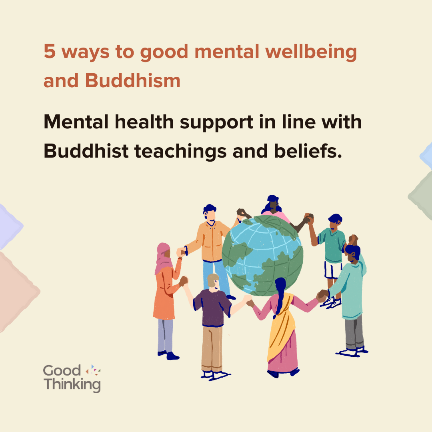 5 ways to good mental wellbeing
and Buddhism
Mental health support in line with
Buddhist teachings and beliefs.
Good
Thinking